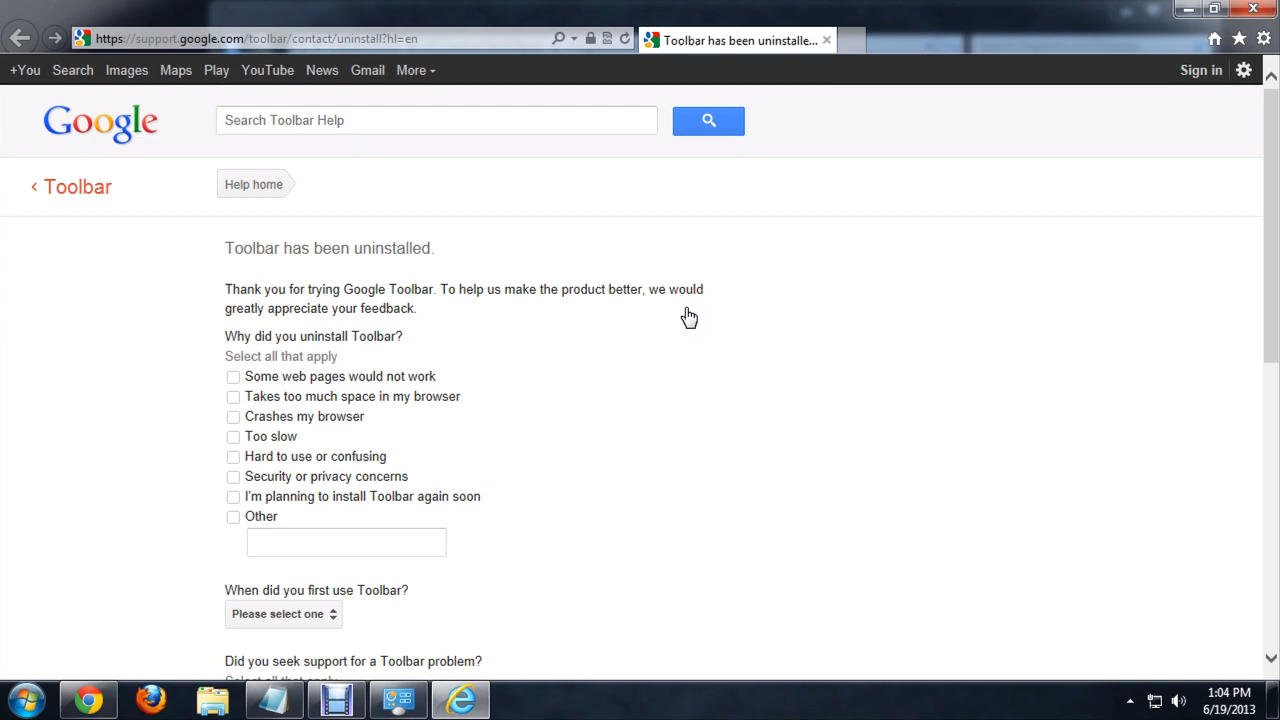 https://support.google.com/toolbar/contact/uninstall?hl=en
Toolbar has been uninstalle...
+You Search Images Maps Play YouTube News Gmail More
Sign in
Google
Search Toolbar Help
‹ Toolbar
Help home
Toolbar has been uninstalled.
Thank you for trying Google Toolbar. To help us make the product better, we would
greatly appreciate your feedback.
Why did you uninstall Toolbar?
Select all that apply
Some web pages would not work
Takes too much space in my browser
Crashes my browser
Too slow
Hard to use or confusing
Security or privacy concerns
I'm planning to install Toolbar again soon
Other
When did you first use Toolbar?
Please select one
Did you seek support for a Toolbar problem?
Select all that apply
1:04 PM
6/19/2013